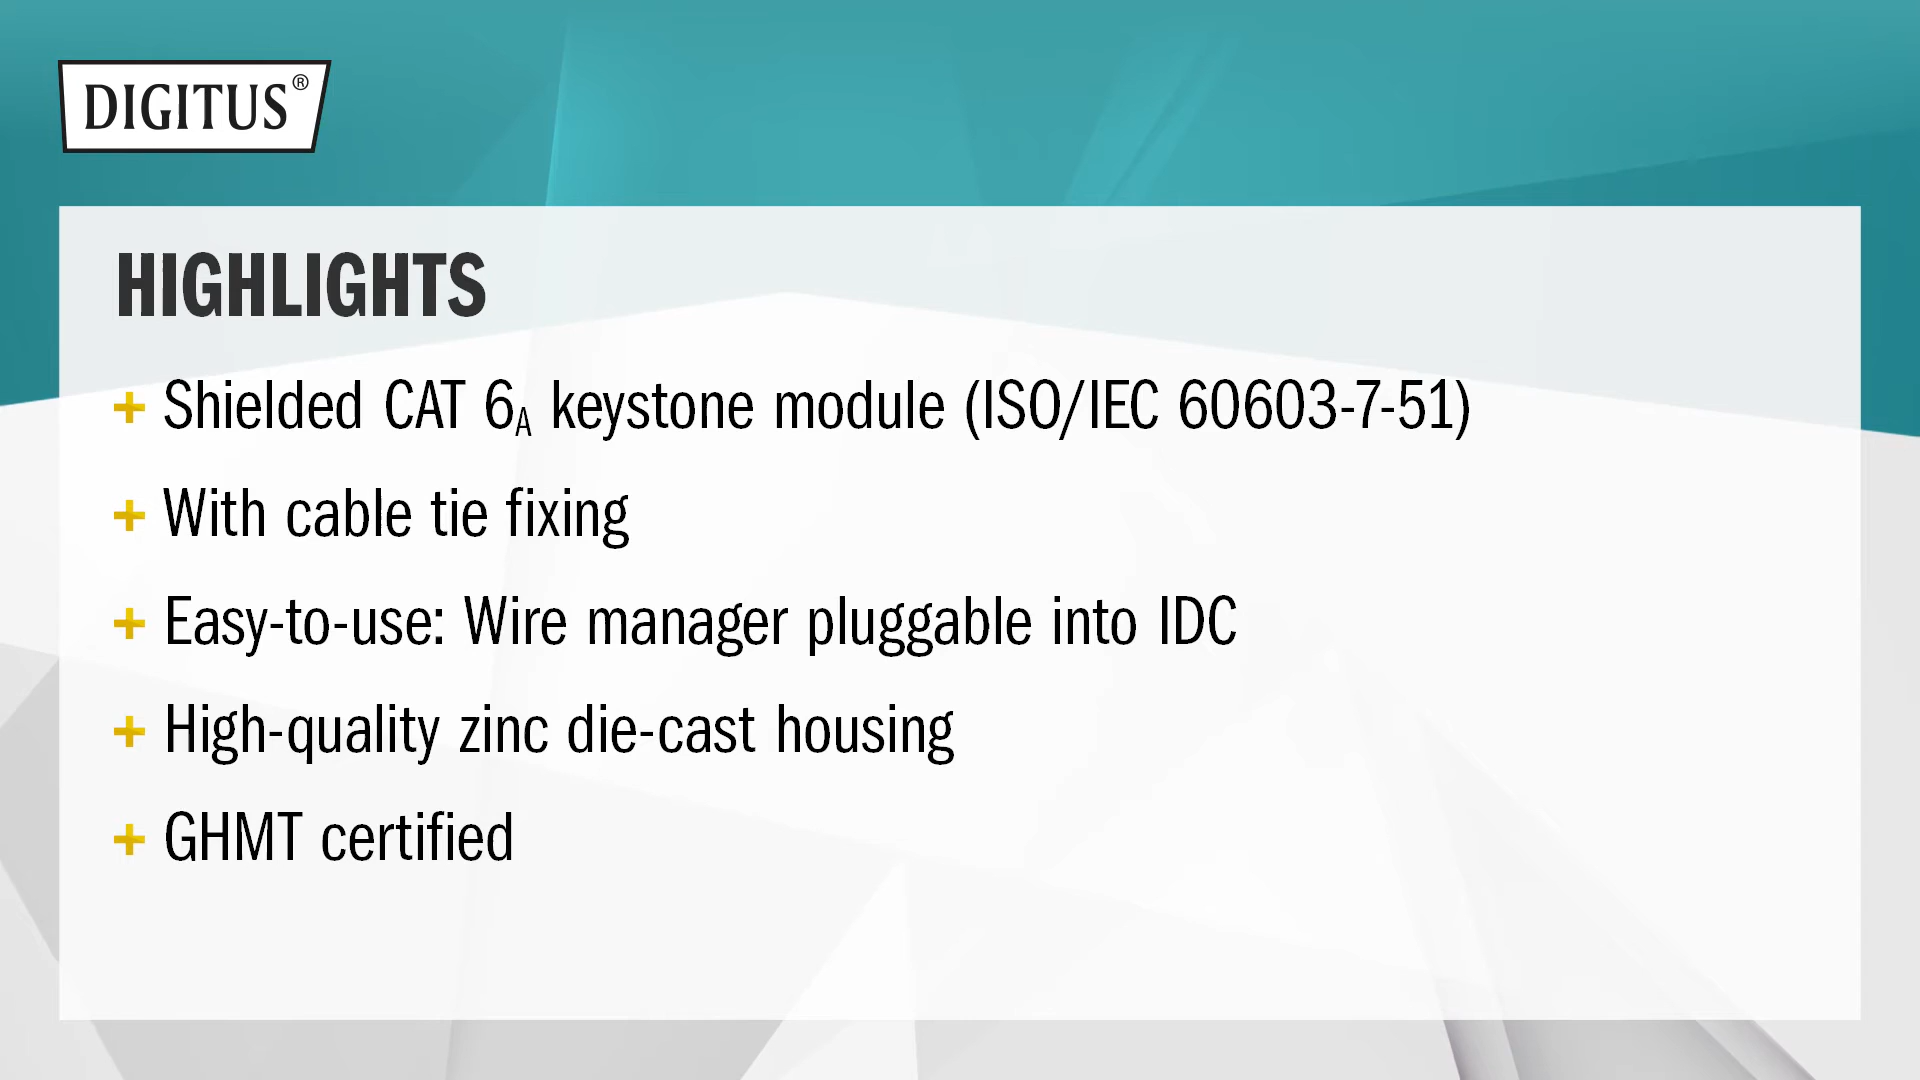 DIGITUS®
HIGHLIGHTS
+ Shielded CAT 6A keystone module (ISO/IEC 60603-7-51)
+ With cable tie fixing
+ Easy-to-use: Wire manager pluggable into IDC
+ High-quality zinc die-cast housing
+ GHMT certified